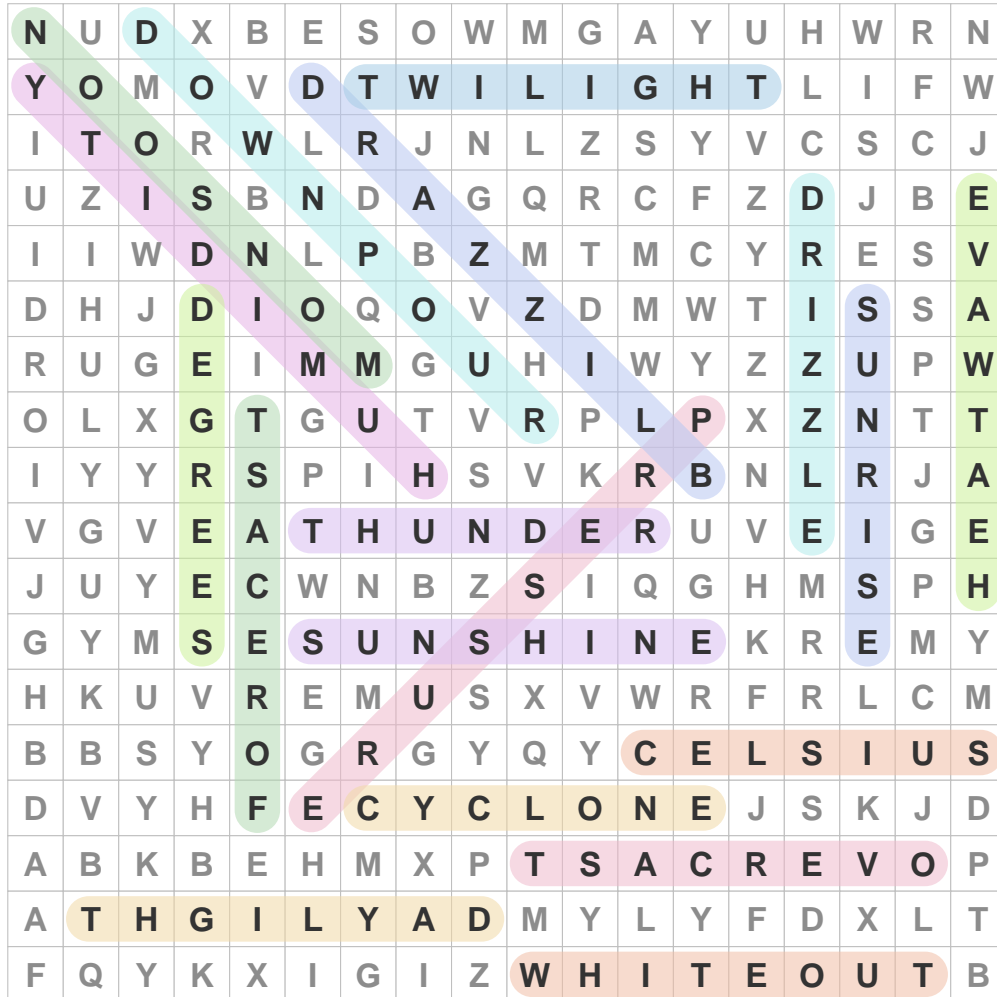 N U D X B E S O W M G A Y U H W R N
Y O M O V D T W I L I G H T L I F W
I T O R W L R J N L Z S Y V C S C J
U Z I S B N D A G Q R C F Z D J B E
I I W D N L P B Z M T M C Y R E S V
D H J D I O Q O V Z D M W T I S S A
R U G E I M M G U H I W Y Z Z U P W
O L X G T G U T V R P L P X Z N T T
I Y Y R S P I H S V K R B N L R J A
V G V E A T H U N D E R U V E I G E
J U Y E C W N B Z S I Q G H M S P H
G Y M S E S U N S H I N E K R E M Y
H K U V R E M U S X V W R F R L C M
B B S Y O G R G Y Q Y C E L S I U S
D V Y H F E C Y C L O N E J S K J D
A B K B E H M X P T S A C R E V O P
A T H G I L Y A D M Y L Y F D X L T
F Q Y K X I G I Z W H I T E O U T B